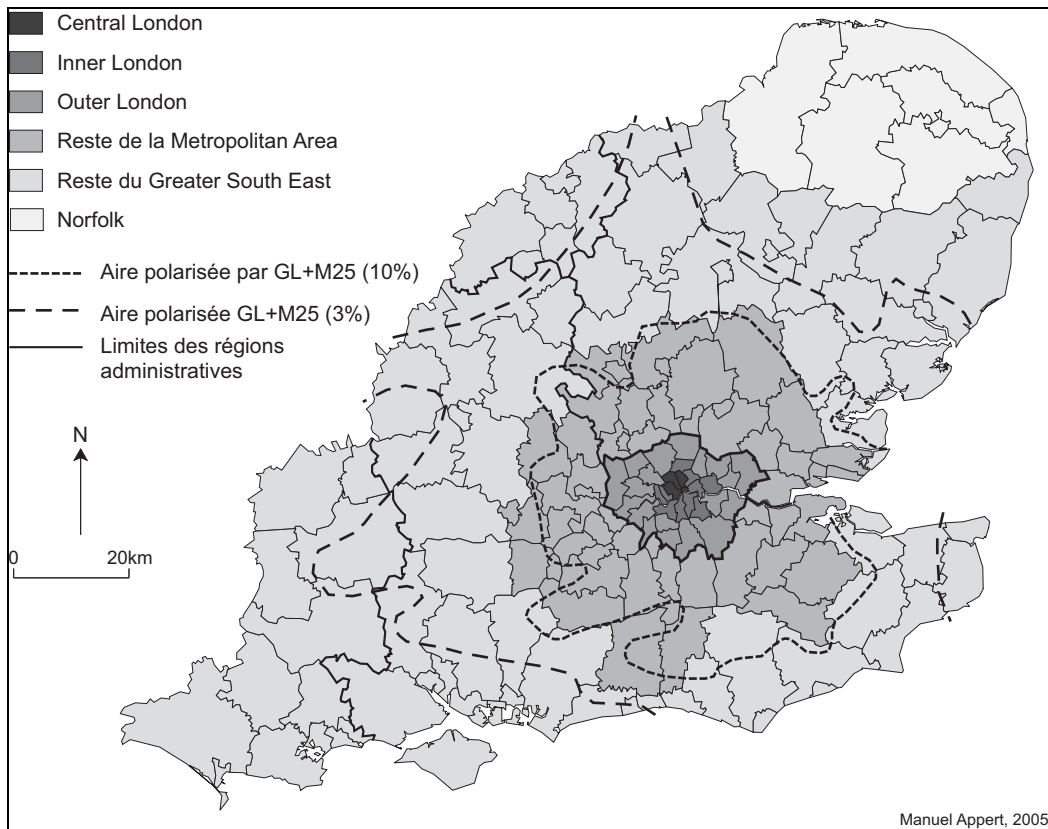 Central London
Inner London
Outer London
Reste de la Metropolitan Area
Reste du Greater South East
Norfolk
Aire polarisée par GL+M25 (10%)
Aire polarisée GL+M25 (3%)
Limites des régions
administratives
N
0 20km
Manuel Appert, 2005